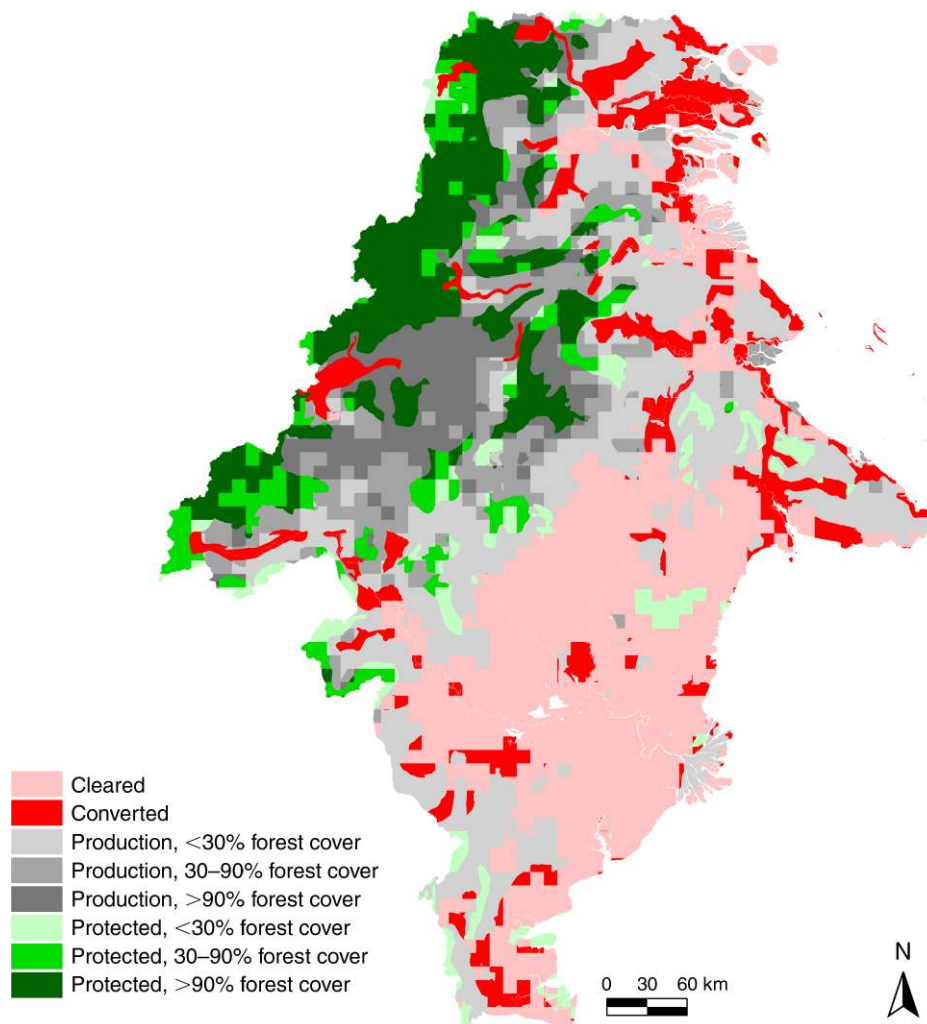 Cleared
Converted
Production, <30% forest cover
Production, 30–90% forest cover
Production, >90% forest cover
Protected, <30% forest cover
Protected, 30–90% forest cover
Protected, >90% forest cover
0 30 60 km
N